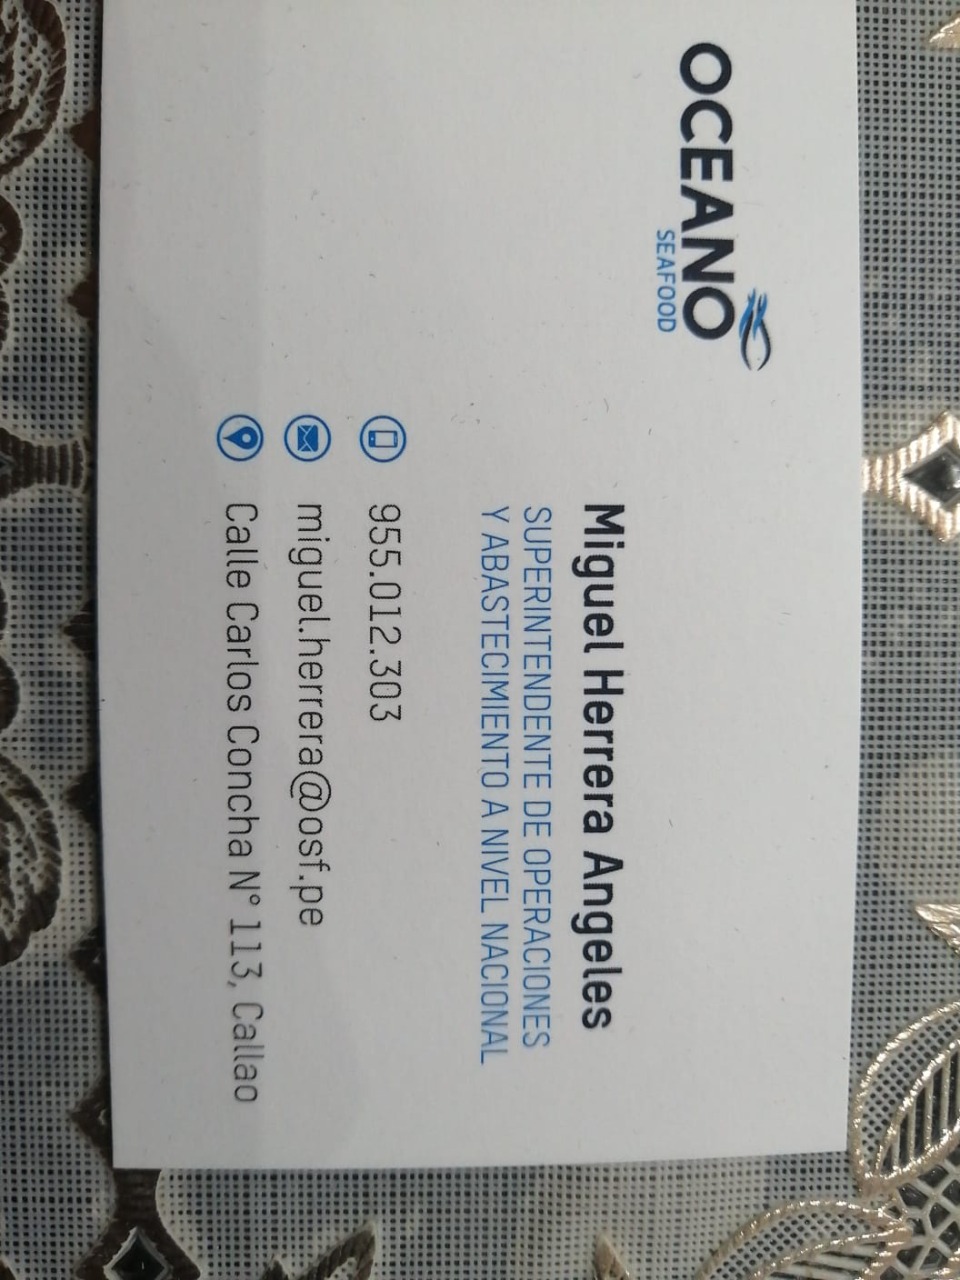 OCEANO
SEAFOOD
Miguel Herrera Angeles
SUPERINTENDENTE DE OPERACIONES
Y ABASTECIMIENTO A NIVEL NACIONAL
955.012.303
miguel.herrera@osf.pe
Calle Carlos Concha N° 113, Callao